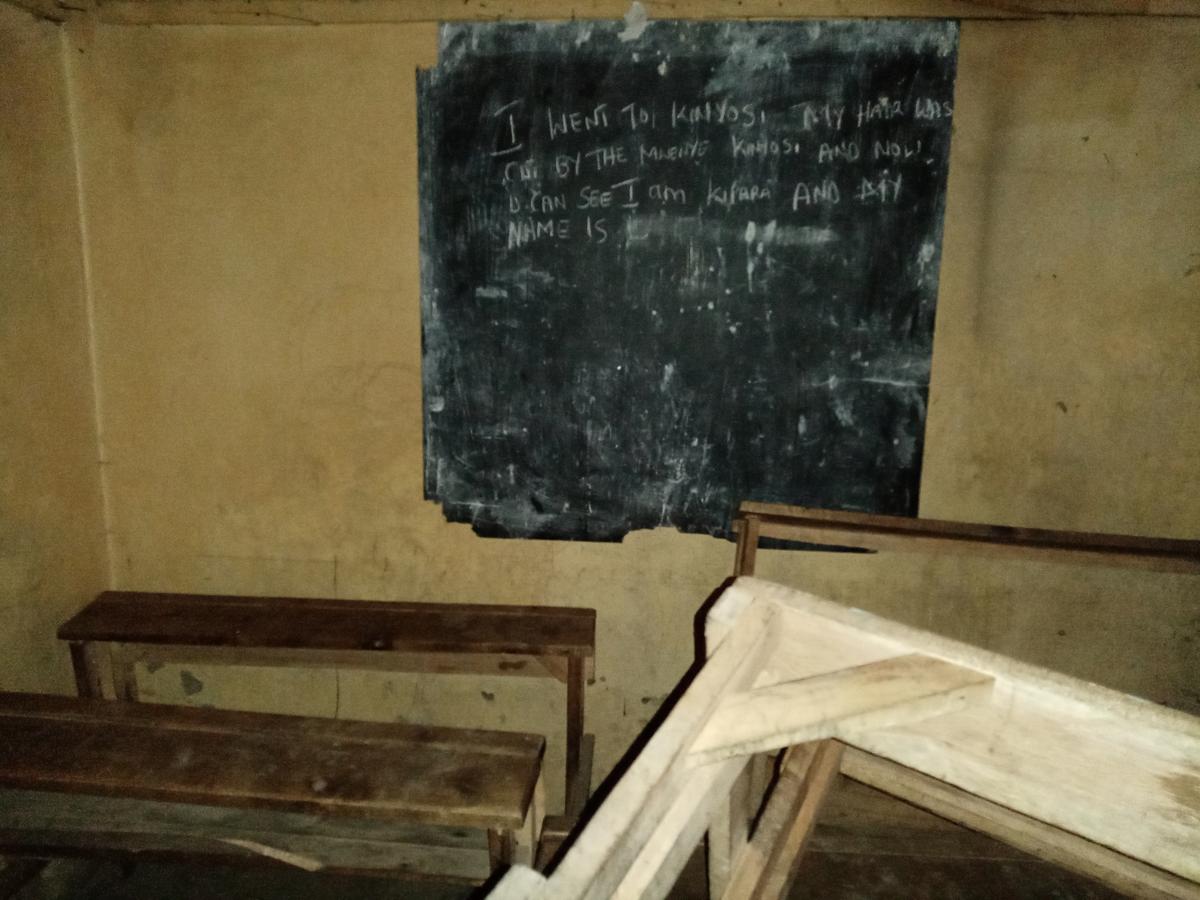 I WENT TO, KINYOSI MY HAIR WAS
CUT BY THE MWENYE KINYOSI AND NOW
U CAN SEE I am KIPARA AND MY
NAME IS